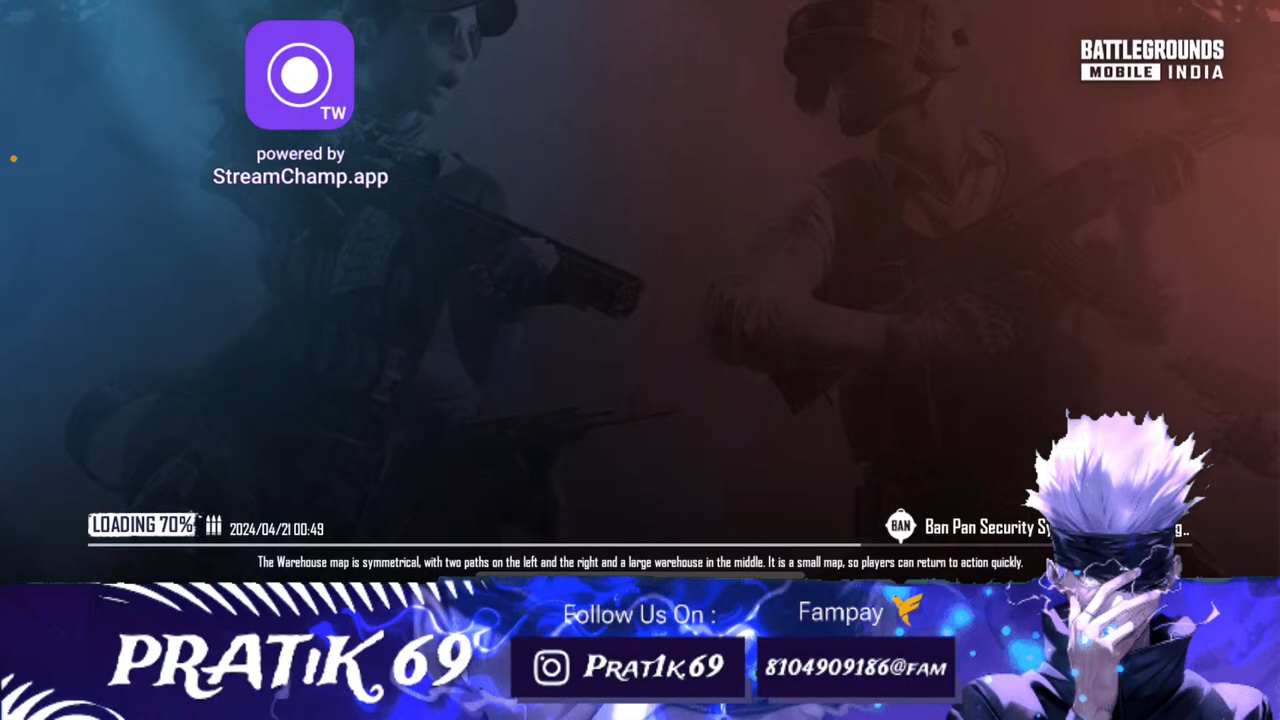 TW
powered by
StreamChamp.app
BATTLEGROUNDS
MOBILE INDIA
LOADING 70%
2024/04/21 00:49
BAN
Ban Pan Security
The Warehouse map is symmetrical, with two paths on the left and the right and a large warehouse in the middle. It is a small map, so players can return to action quickly.
PRATIK 69
Follow Us On :
PRAT1K69
Fampay
8104909186@FAM